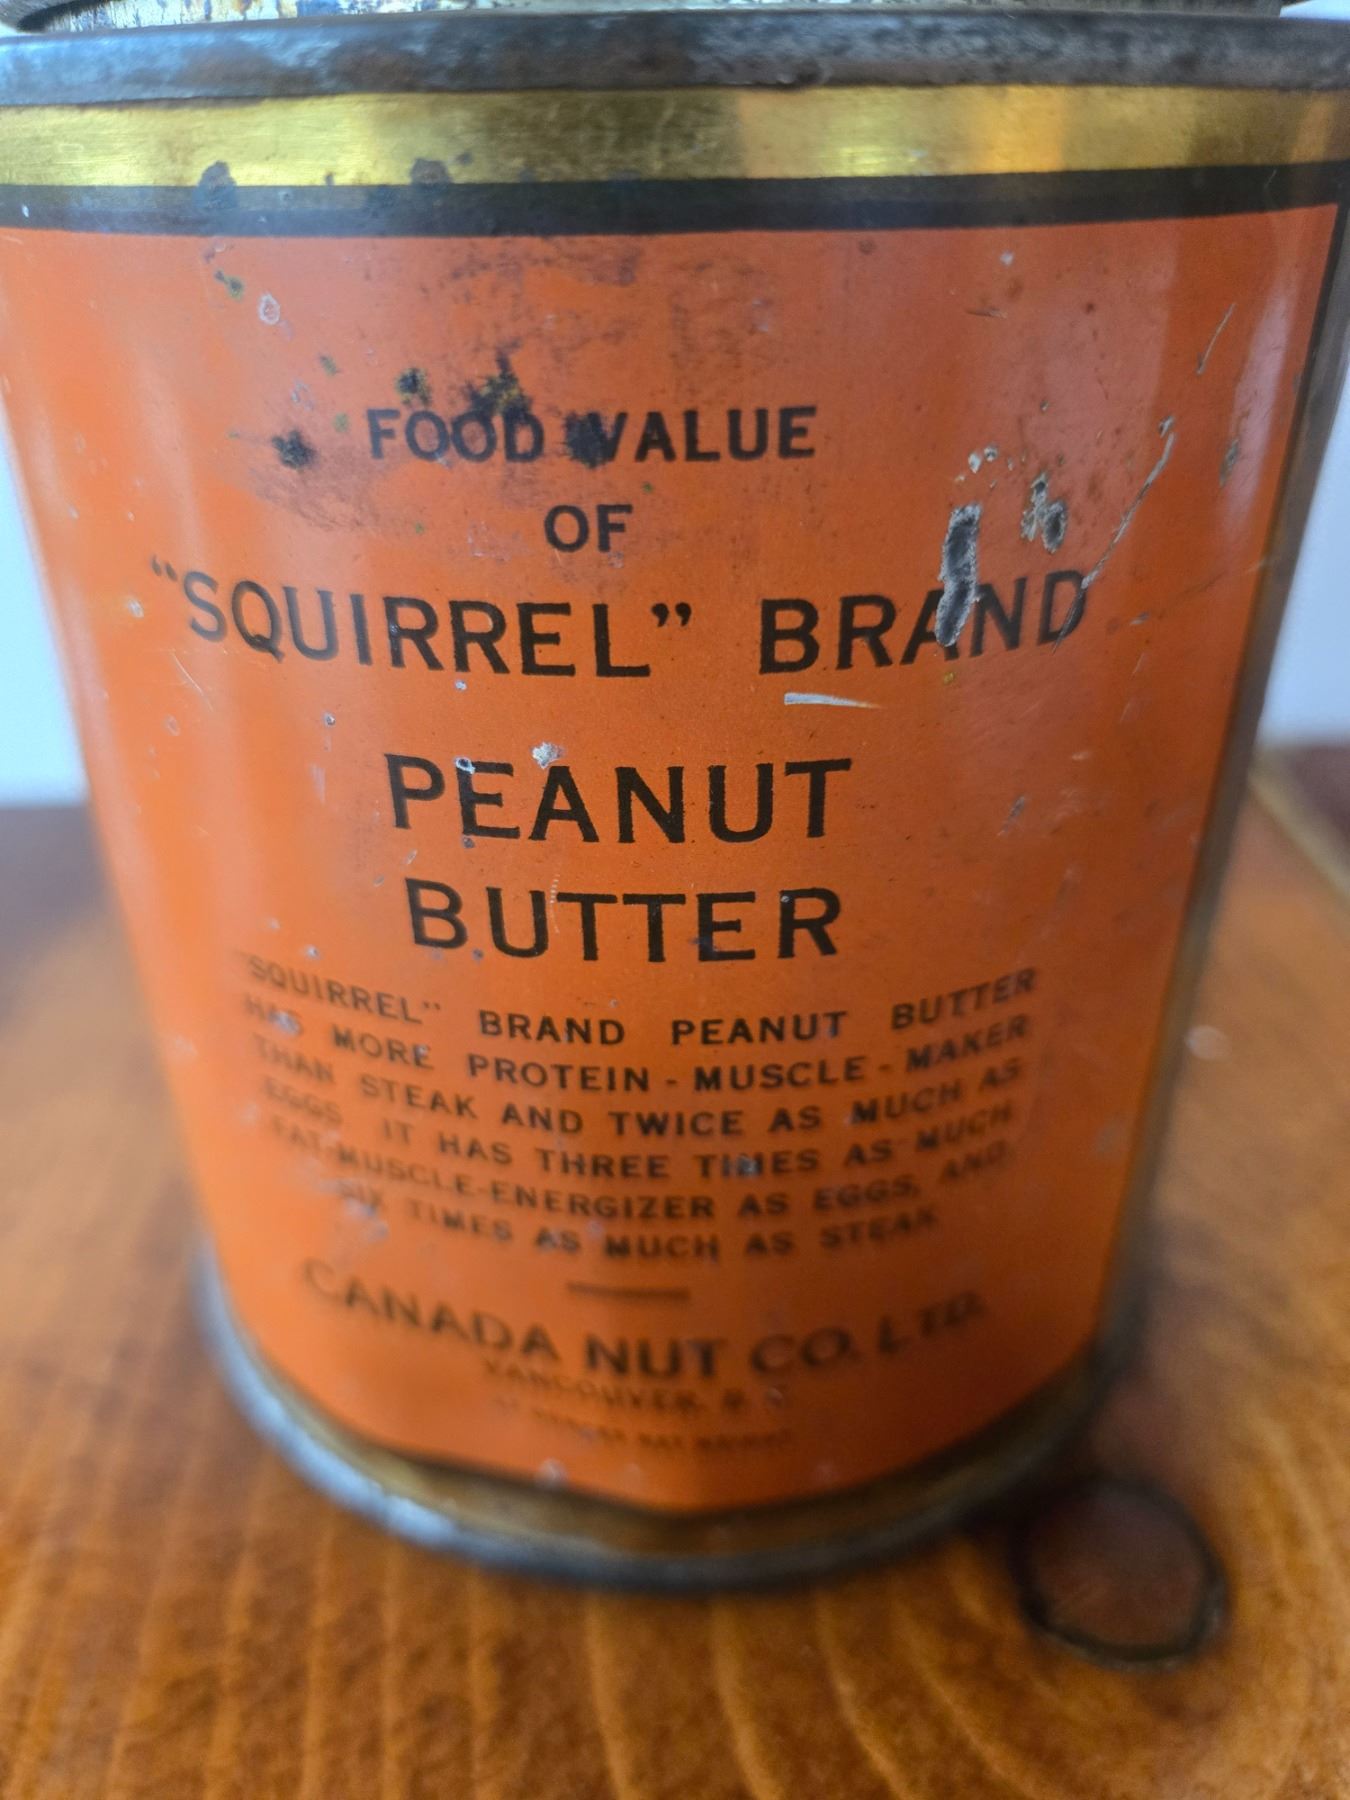 FOOD VALUE
OF
“SQUIRREL” BRAND
PEANUT
BUTTER
"SQUIRREL" BRAND PEANUT BUTTER
HAS MORE PROTEIN - MUSCLE - MAKER
THAN STEAK AND TWICE AS MUCH AS
EGGS IT HAS THREE TIMES AS MUCH
FAT-MUSCLE-ENERGIZER AS EGGS, AND
SIX TIMES AS MUCH AS STEAK
CANADA NUT CO. LTD.
VANCOUVER, B. C.